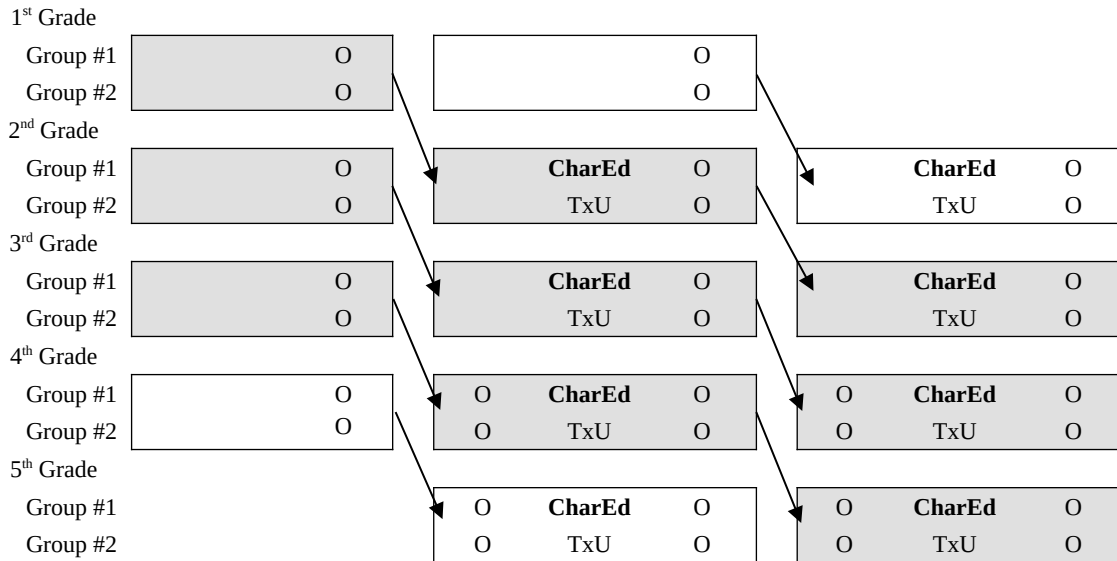 1st Grade
Group #1 O O
Group #2 O O
2nd Grade
Group #1 O CharEd O CharEd O
Group #2 O TxU O TxU O
3rd Grade
Group #1 O CharEd O CharEd O
Group #2 O TxU O TxU O
4th Grade
Group #1 O O CharEd O O CharEd O
Group #2 O O TxU O O TxU O
5th Grade
Group #1 O CharEd O O CharEd O
Group #2 O TxU O O TxU O